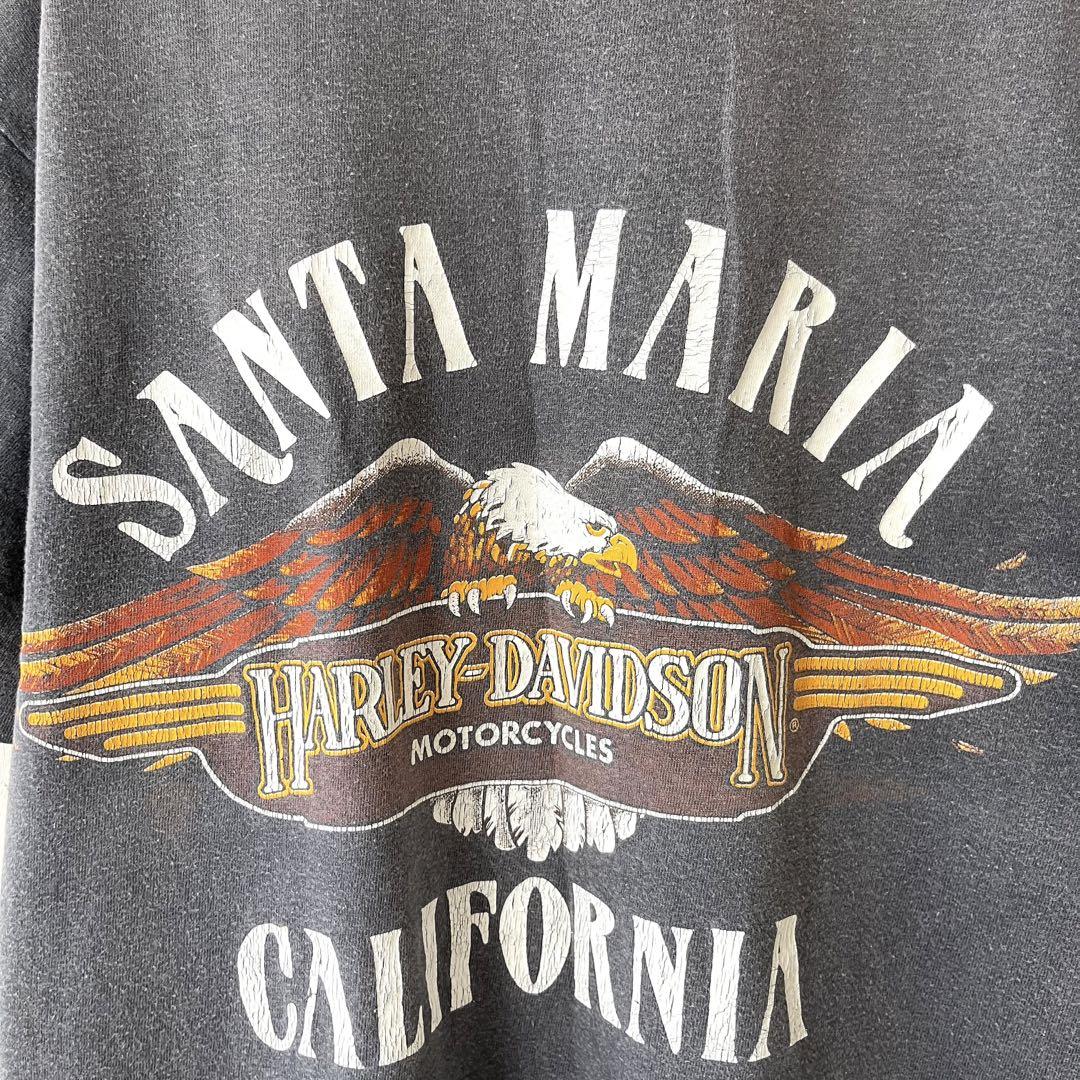 SANTA MARIA
HARLEY-DAVIDSON ®
MOTORCYCLES
CALIFORNIA